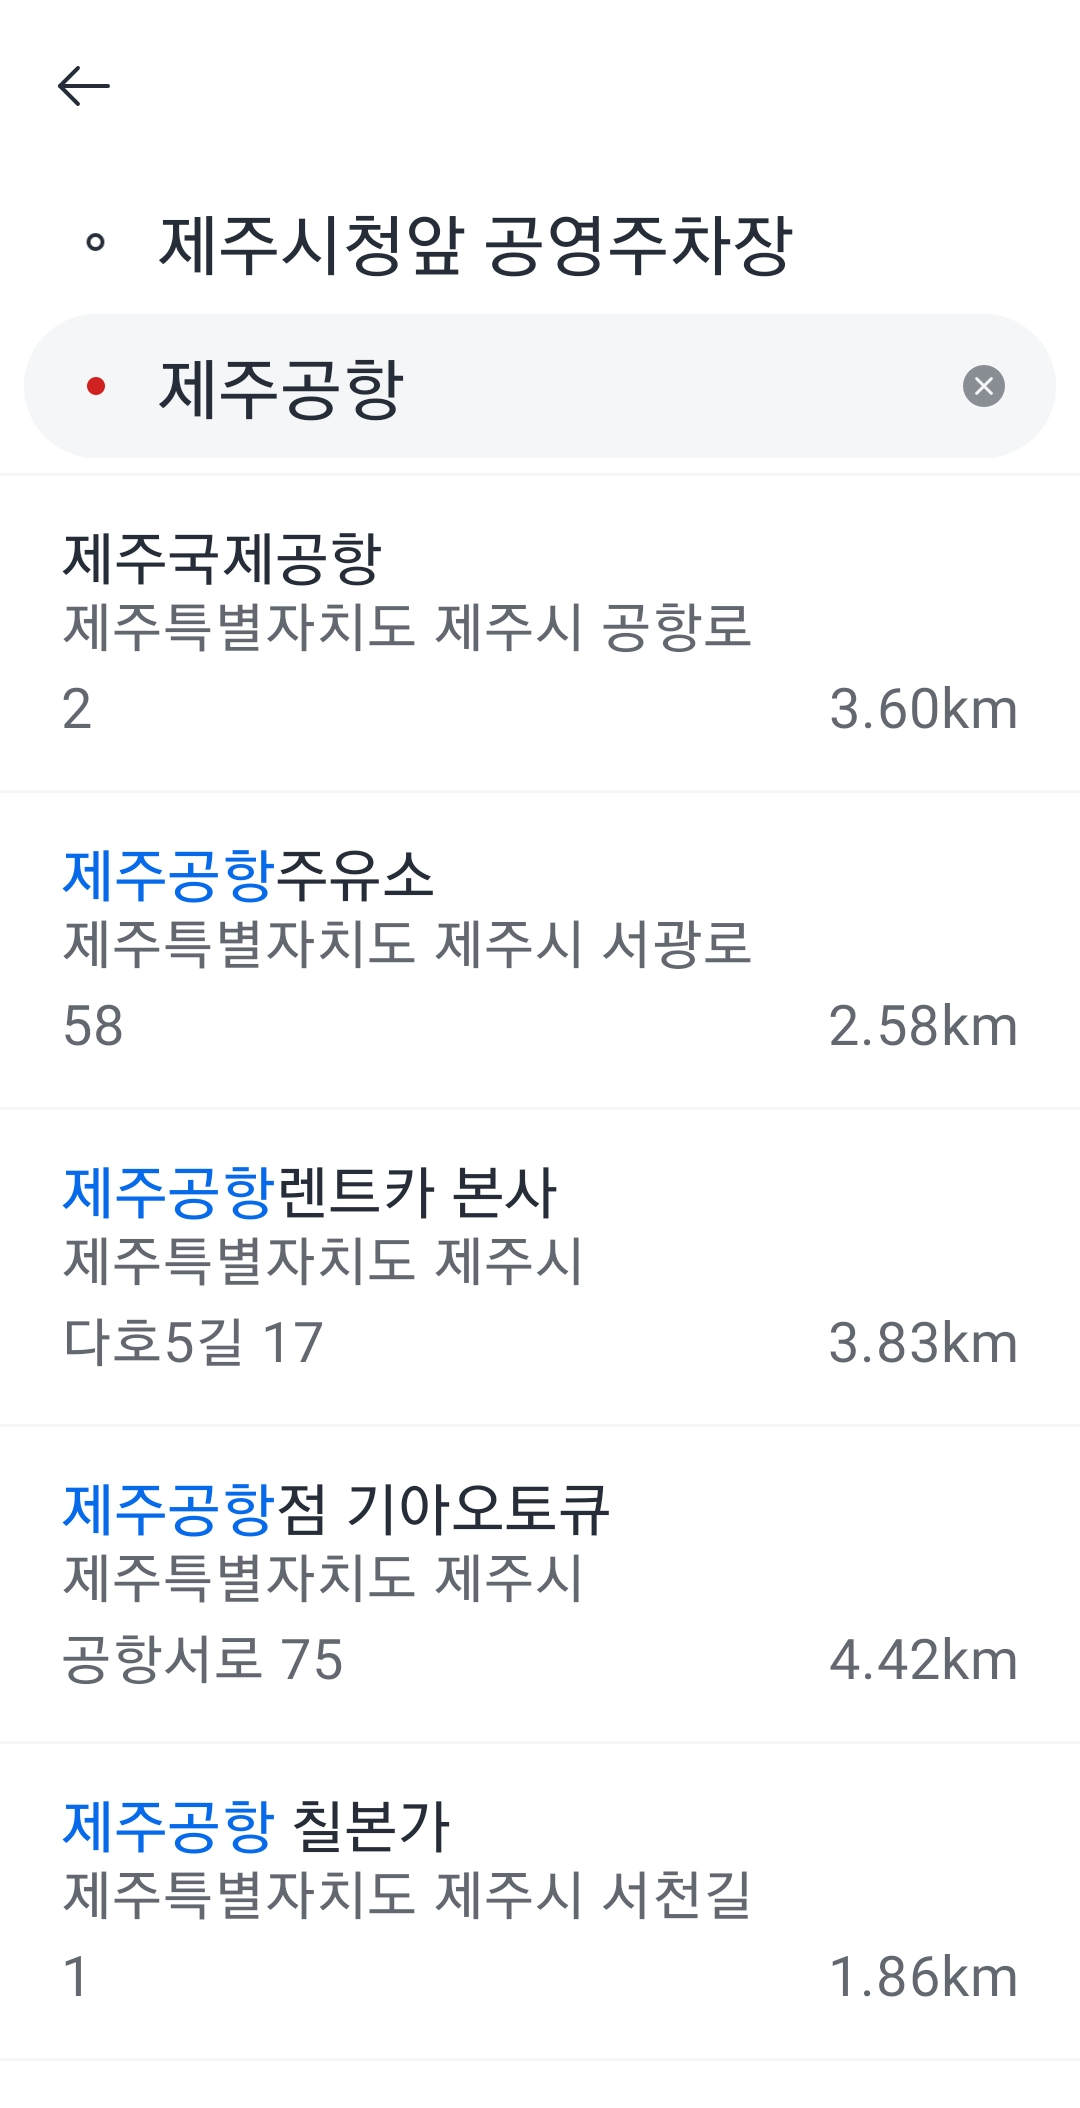 제주시청앞 공영주차장
제주공항
제주국제공항
제주특별자치도 제주시 공항로
2 3.60km
제주공항주유소
제주특별자치도 제주시 서광로
58 2.58km
제주공항렌트카 본사
제주특별자치도 제주시
다호5길 17 3.83km
제주공항점 기아오토큐
제주특별자치도 제주시
공항서로 75 4.42km
제주공항 칠본가
제주특별자치도 제주시 서천길
1 1.86km